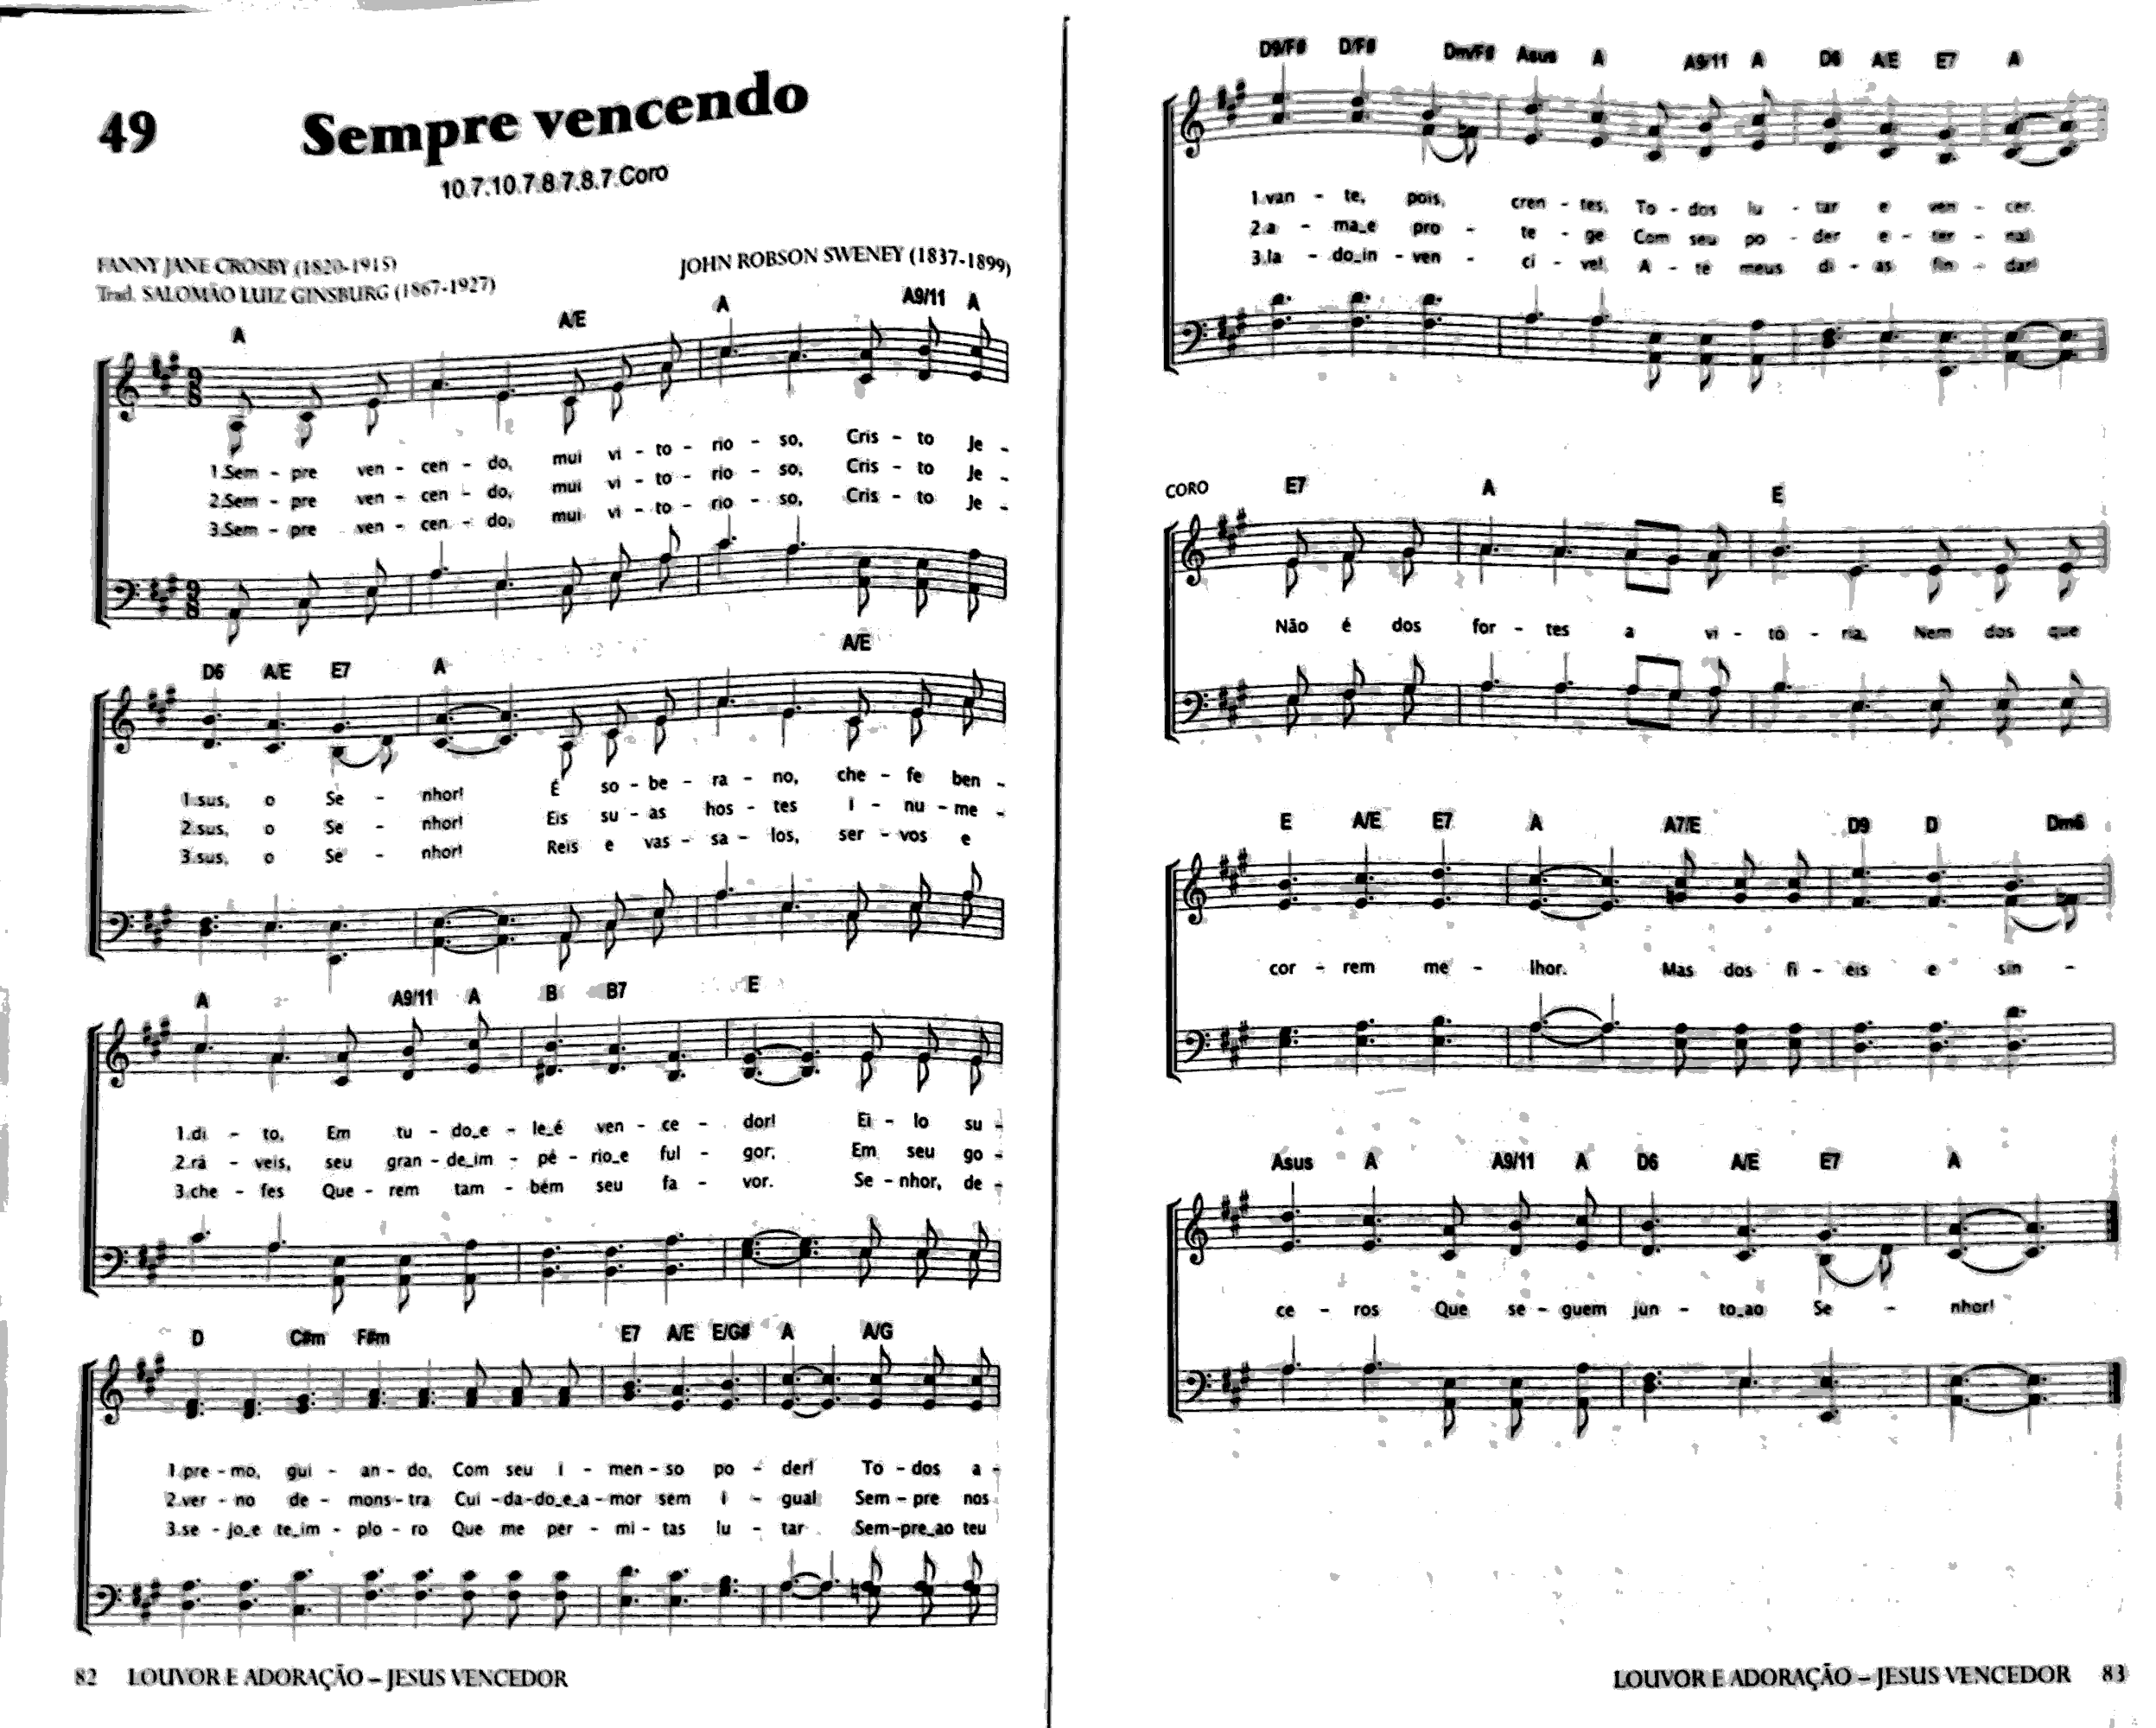 49 Sempre vencendo
10.7.10.7.8.7.8.7.Coro
FANNY JANE CROSBY (1820-1915)
Trad. SALOMÃO LUIZ GINSBURG (1867-1927)
JOHN ROBSON SWENEY (1837-1899)
A A/E A A9/11 A
1.Sem - pre ven - cen - do, mui vi - to - rio - so, Cris - to Je -
2.Sem - pre ven - cen - do, mui vi - to - rio - so, Cris - to Je -
3.Sem - pre ven - cen - do, mui vi - to - rio - so, Cris - to Je -
D6 A/E E7 A A/E
1.sus, o Se - nhor! É so - be - ra - no, che - fe ben -
2.sus, o Se - nhor! Eis su - as hos - tes i - nu - me -
3.sus, o Se - nhor! Reis e vas - sa - los, ser - vos e
A A9/11 A B B7 E
1.di - to, Em tu - do_e - le_é ven - ce - dor! Ei - lo su -
2.rá - veis, seu gran - de_im - pé - rio_e ful - gor; Em seu go -
3.che - fes Que - rem tam - bém seu fa - vor. Se - nhor, de -
D C#m F#m E7 A/E E/G# A A/G
1.pre - mo, gui - an - do, Com seu i - men - so po - der! To - dos a -
2.ver - no de - mons - tra Cui - da - do_e_a - mor sem i - gual Sem - pre nos
3.se - jo_e te_im - plo - ro Que me per - mi - tas lu - tar Sem-pre_ao teu
82 LOUVOR E ADORAÇÃO – JESUS VENCEDOR
D9/F# D/F# Dm/F# Asus A A9/11 A D6 A/E E7 A
1.van - te, pois, cren - tes, To - dos lu - tar e ven - cer.
2.a - ma_e pro - te - ge Com seu po - der e - ter - nal
3.la - do_in - ven - cí - vel, A - té meus di - as fin - dar!
CORO E7 A E
Não é dos for - tes a vi - tó - ria, Nem dos que
E A/E E7 A A7/E D9 D Dm6
cor - rem me - lhor. Mas dos fi - éis e sin -
Asus A A9/11 A D6 A/E E7 A
ce - ros Que se - guem jun - to_ao Se - nhor!
LOUVOR E ADORAÇÃO – JESUS VENCEDOR 83